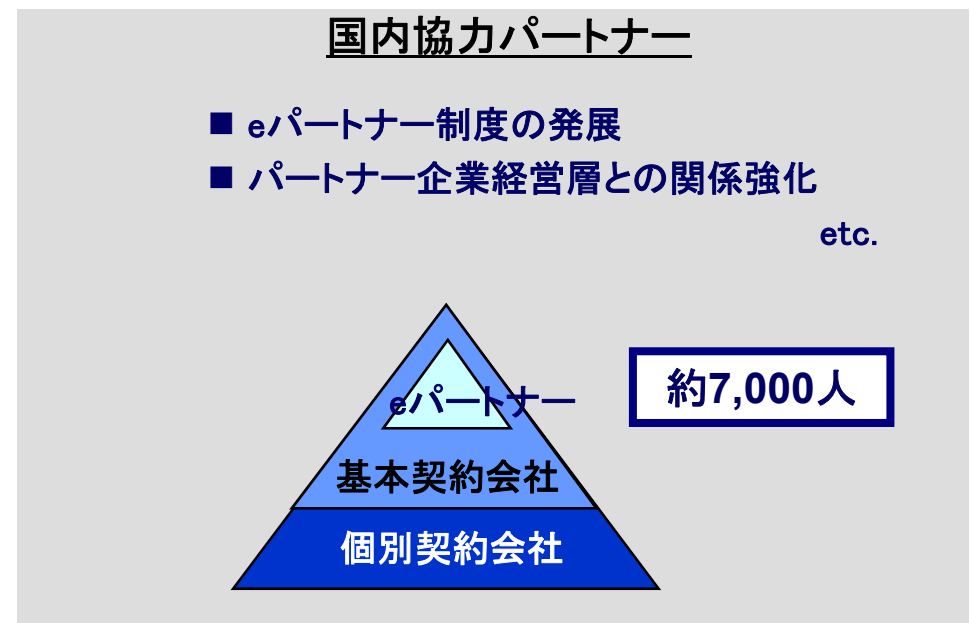 国内協力パートナー
■ eパートナー制度の発展
■ パートナー企業経営層との関係強化
etc.
約7,000人
eパートナー
基本契約会社
個別契約会社